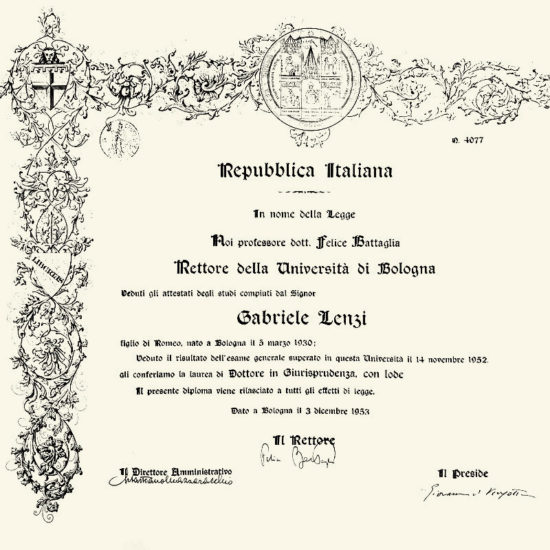 N. 4077
Repubblica Italiana
In nome della Legge
Noi professore dott. Felice Battaglia
Rettore della Università di Bologna
Veduti gli attestati degli studi compiuti dal Signor
Gabriele Lenzi
figlio di Romeo, nato a Bologna il 5 marzo 1930;
Veduto il risultato dell'esame generale superato in questa Università il 14 novembre 1952,
gli conferiamo la laurea di Dottore in Giurisprudenza, con lode
Il presente diploma viene rilasciato a tutti gli effetti di legge.
Dato a Bologna il 3 dicembre 1953
Il Rettore
Il Direttore Amministrativo
Il Preside